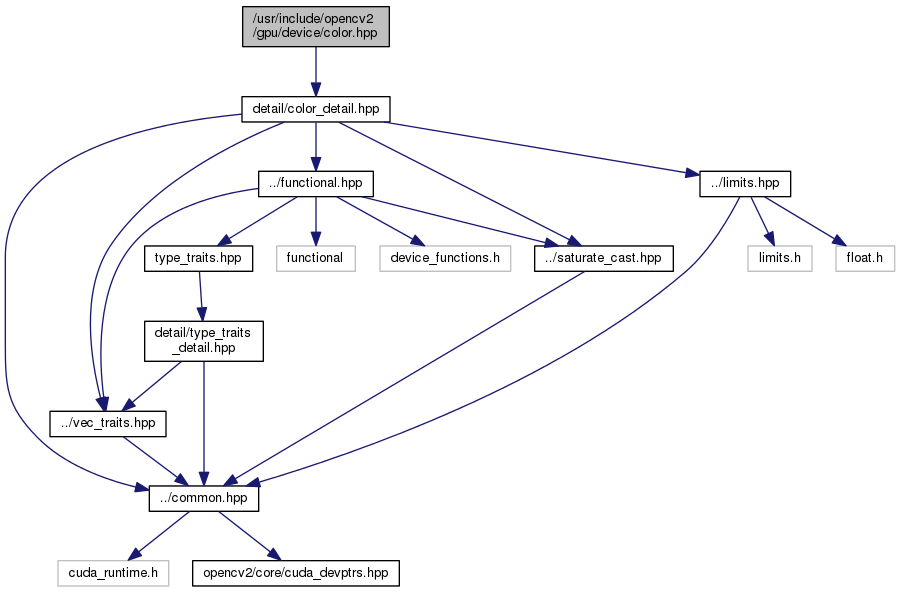 /usr/include/opencv2
/gpu/device/color.hpp
detail/color_detail.hpp
../functional.hpp
../limits.hpp
type_traits.hpp
functional
device_functions.h
../saturate_cast.hpp
limits.h
float.h
detail/type_traits
_detail.hpp
../vec_traits.hpp
../common.hpp
cuda_runtime.h
opencv2/core/cuda_devptrs.hpp